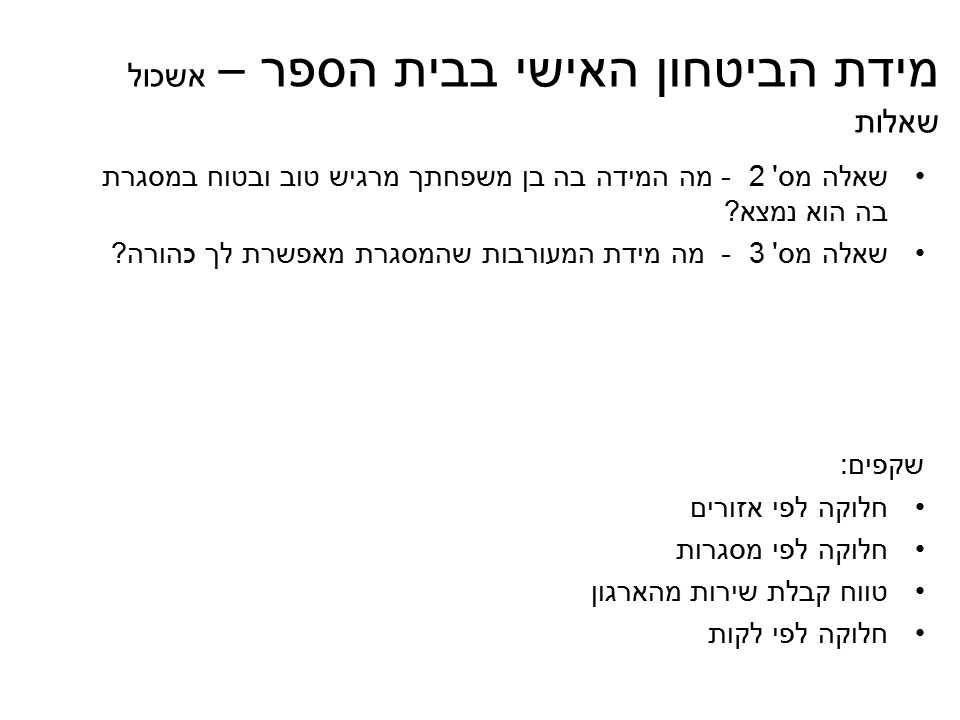 מידת הביטחון האישי בבית הספר – אשכול
שאלות
• שאלה מס' 2 - מה המידה בה בן משפחתך מרגיש טוב ובטוח במסגרת
בה הוא נמצא?
• שאלה מס' 3 - מה מידת המעורבות שהמסגרת מאפשרת לך כהורה?
שקפים:
• חלוקה לפי אזורים
• חלוקה לפי מסגרות
• טווח קבלת שירות מהארגון
• חלוקה לפי לקות